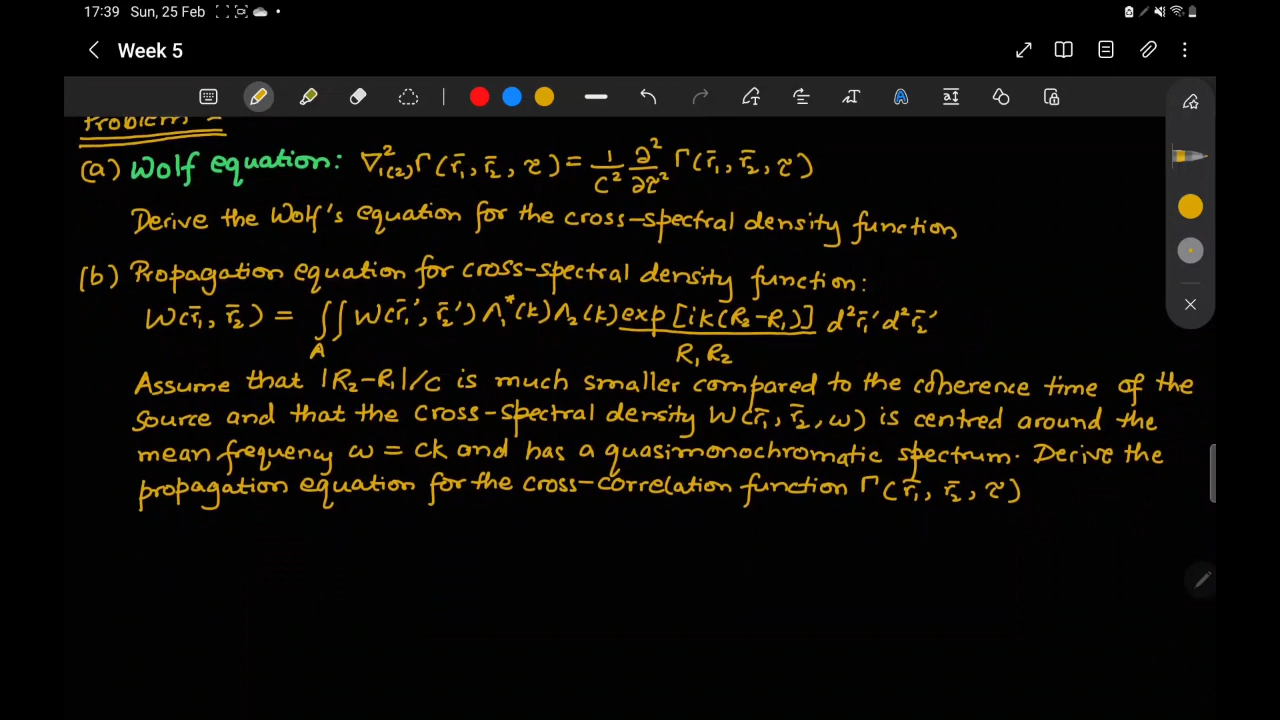 17:39 Sun, 25 Feb
Week 5
Problem
(a) Wolf equation: ∇²₁₍₂₎Γ(r̄₁, r̄₂, τ) = 1/c² ∂²/∂τ² Γ(r̄₁, r̄₂, τ)
Derive the Wolf's equation for the cross-spectral density function
(b) Propagation equation for cross-spectral density function:
W(r̄₁, r̄₂) = ∬_A W(r̄₁′, r̄₂′) Λ₁*(k) Λ₂(k) exp[ik(R₂-R₁)] / R₁R₂ d²r̄₁′ d²r̄₂′
Assume that |R₂-R₁|/c is much smaller compared to the coherence time of the
source and that the cross-spectral density W(r̄₁, r̄₂, ω) is centred around the
mean frequency ω = ck and has a quasimonochromatic spectrum. Derive the
propagation equation for the cross-correlation function Γ(r̄₁, r̄₂, τ)